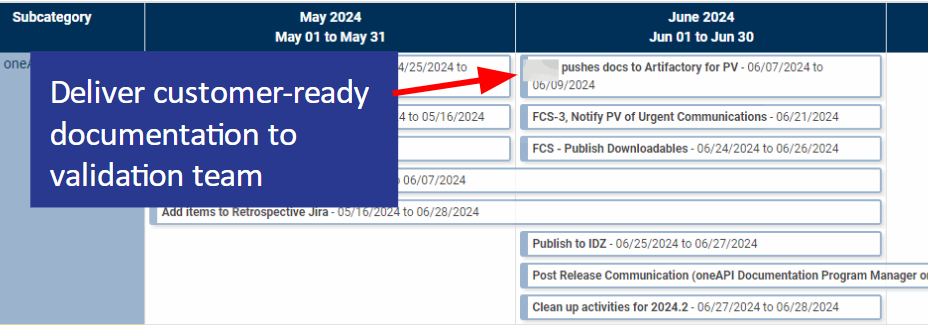 Subcategory
May 2024
May 01 to May 31
June 2024
Jun 01 to Jun 30
oneA
Deliver customer-ready
documentation to
validation team
4/25/2024 to
4 to 05/16/2024
06/07/2024
Add items to Retrospective Jira - 05/16/2024 to 06/28/2024
pushes docs to Artifactory for PV - 06/07/2024 to
06/09/2024
FCS-3, Notify PV of Urgent Communications - 06/21/2024
FCS - Publish Downloadables - 06/24/2024 to 06/26/2024
Publish to IDZ - 06/25/2024 to 06/27/2024
Post Release Communication (oneAPI Documentation Program Manager or
Clean up activities for 2024.2 - 06/27/2024 to 06/28/2024